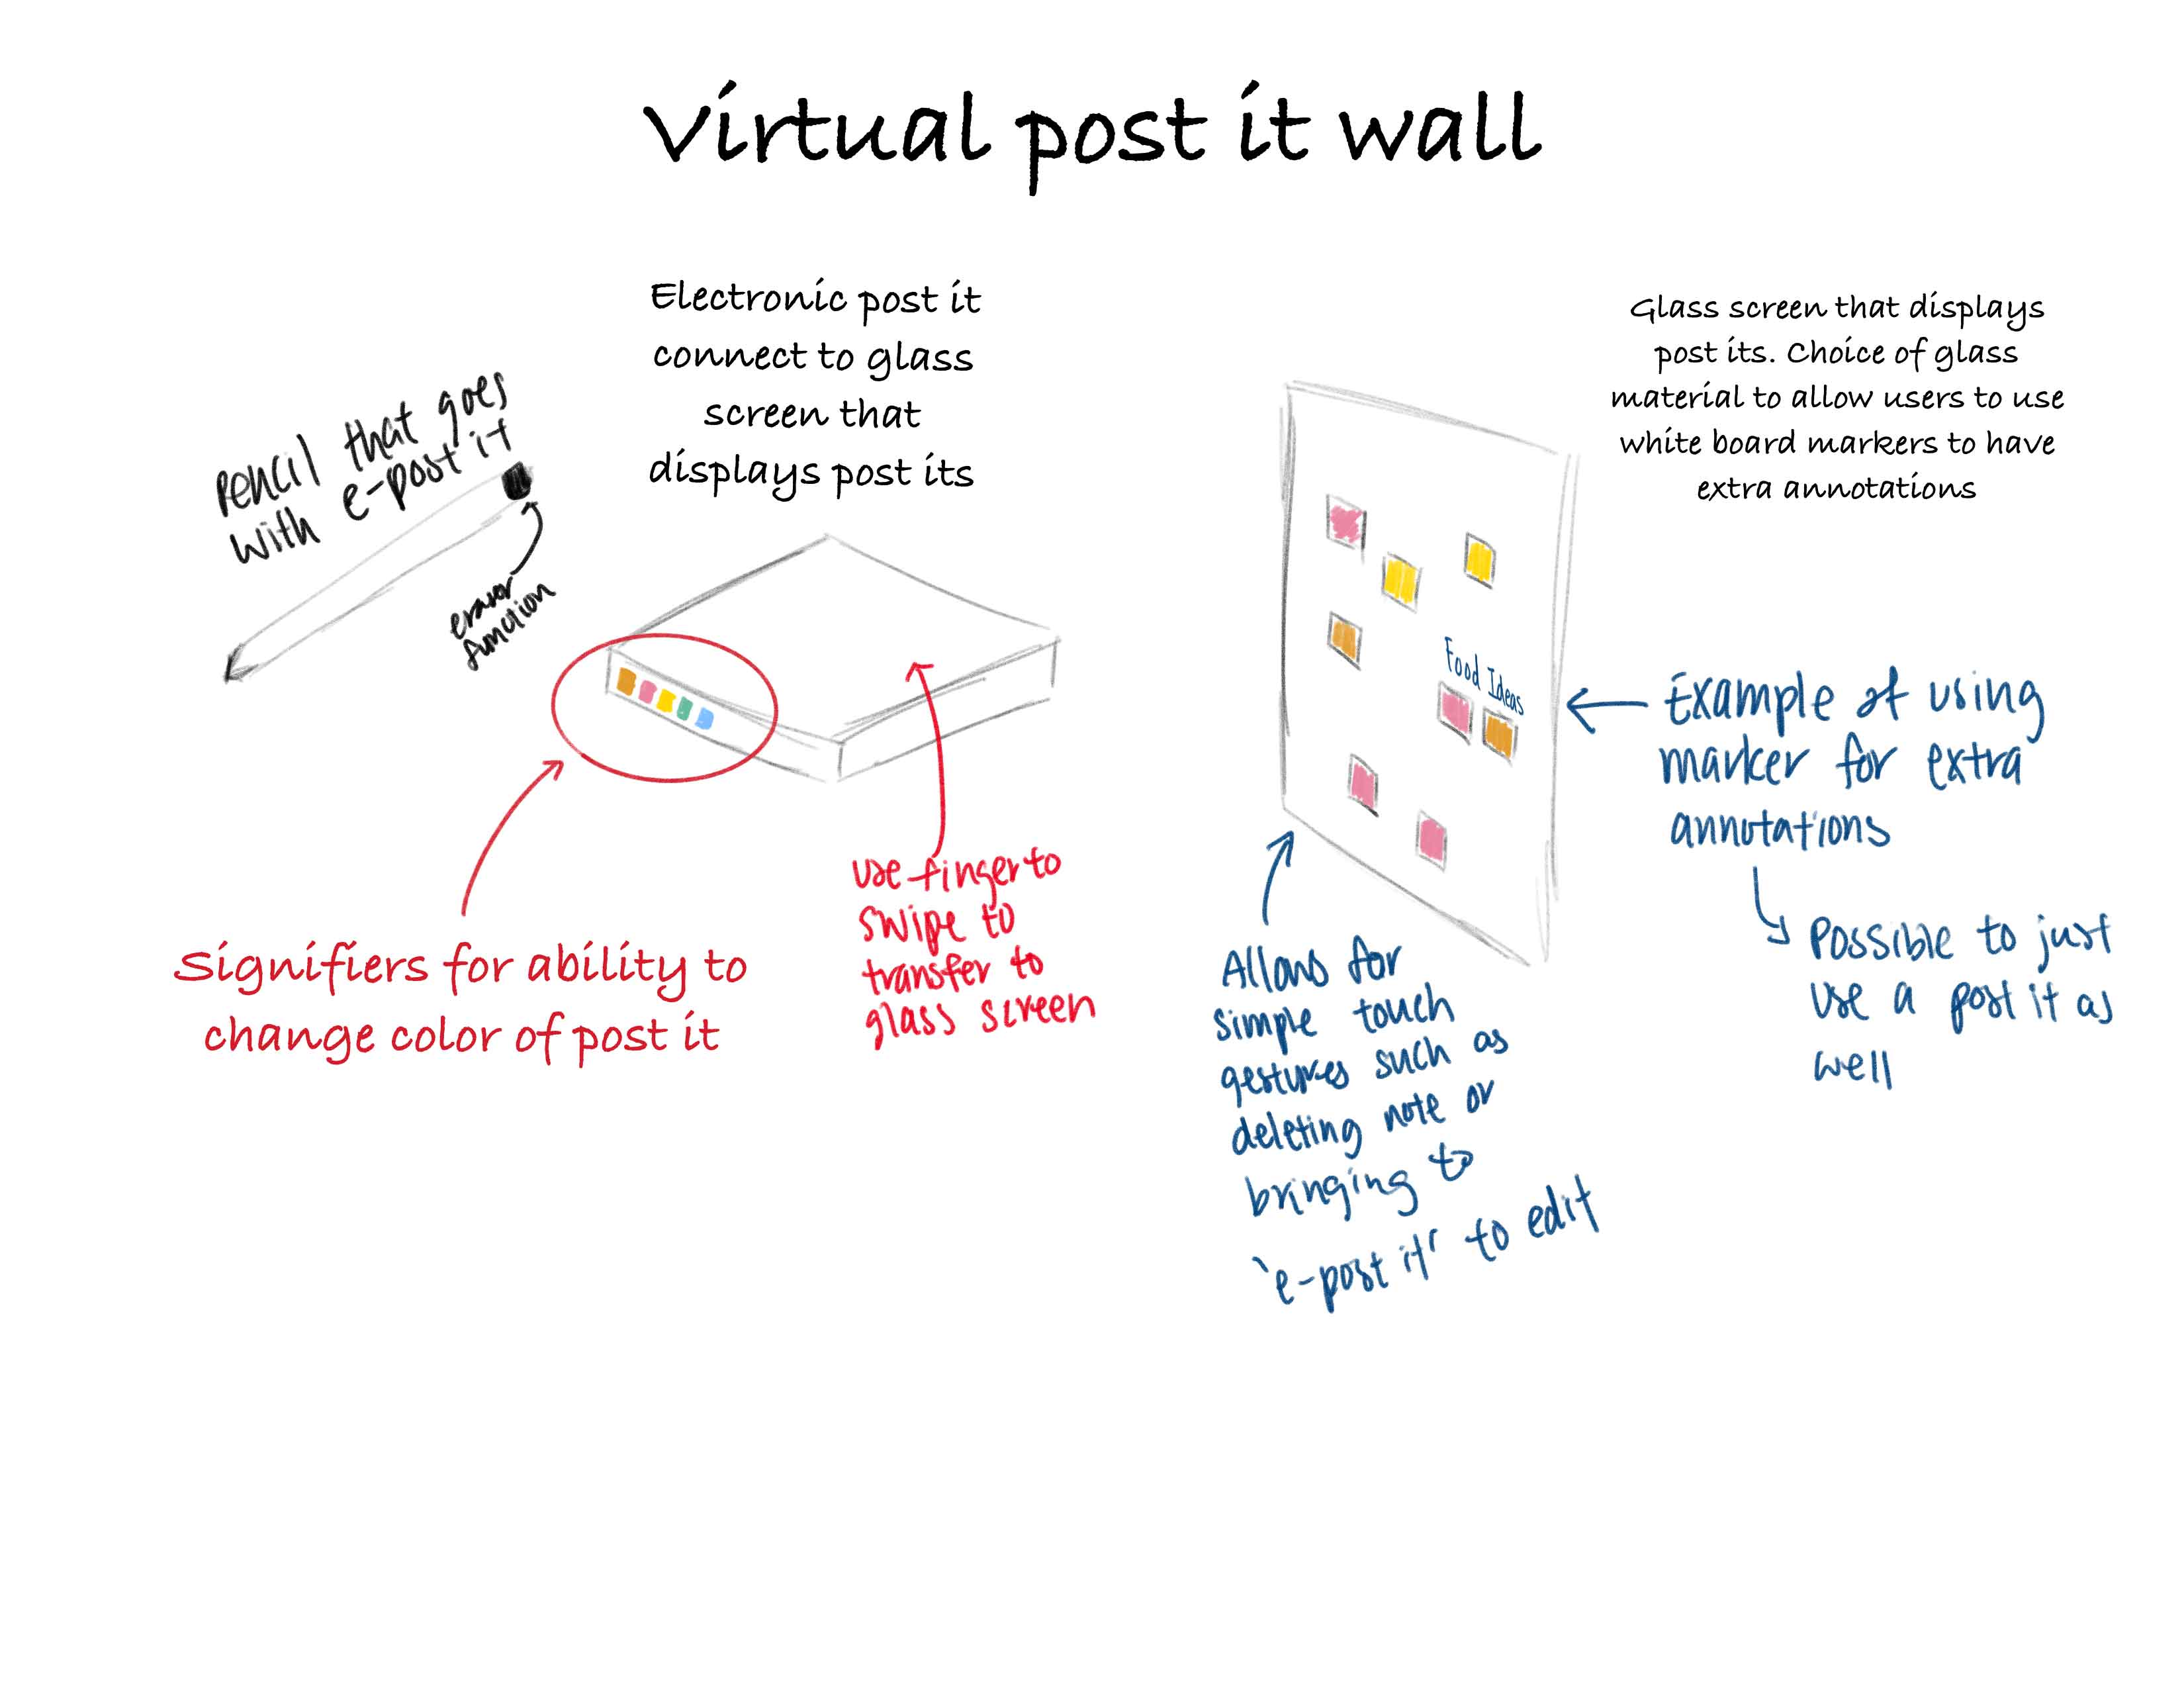 Virtual post it wall
Electronic post it
connect to glass
screen that
displays post its
Glass screen that displays
post its. Choice of glass
material to allow users to use
white board markers to have
extra annotations
Pencil that goes
with e-post it
eraser
function
Signifiers for ability to
change color of post it
use finger to
swipe to
transfer to
glass screen
Food Ideas
Example of using
marker for extra
annotations
Possible to just
use a post it as
well
Allows for
simple touch
gestures such as
deleting note or
bringing to
'e-post it' to edit